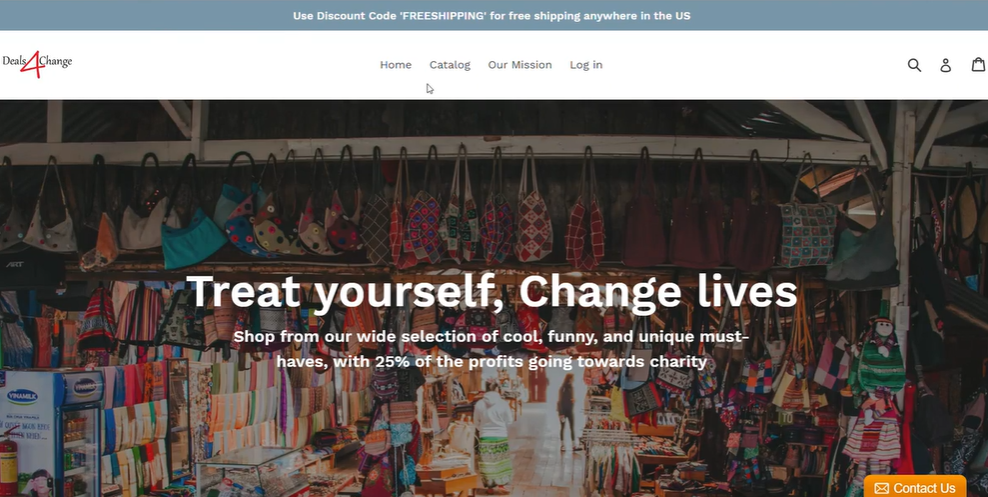 Use Discount Code 'FREESHIPPING' for free shipping anywhere in the US
Deals4Change
Home Catalog Our Mission Log in
Treat yourself, Change lives
Shop from our wide selection of cool, funny, and unique must-
haves, with 25% of the profits going towards charity
VINAMILK
Contact Us